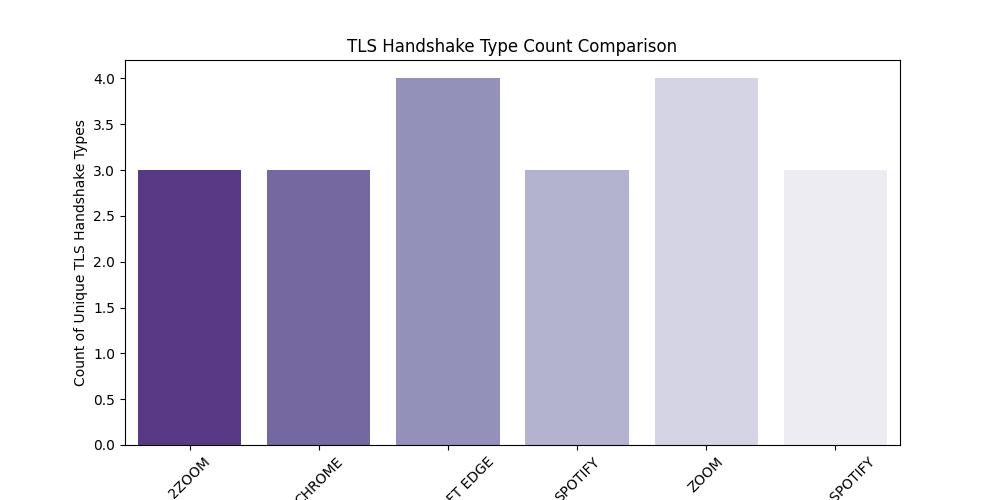 TLS Handshake Type Count Comparison
Count of Unique TLS Handshake Types
4.0
3.5
3.0
2.5
2.0
1.5
1.0
0.5
0.0
2ZOOM
CHROME
FT EDGE
SPOTIFY
ZOOM
SPOTIFY